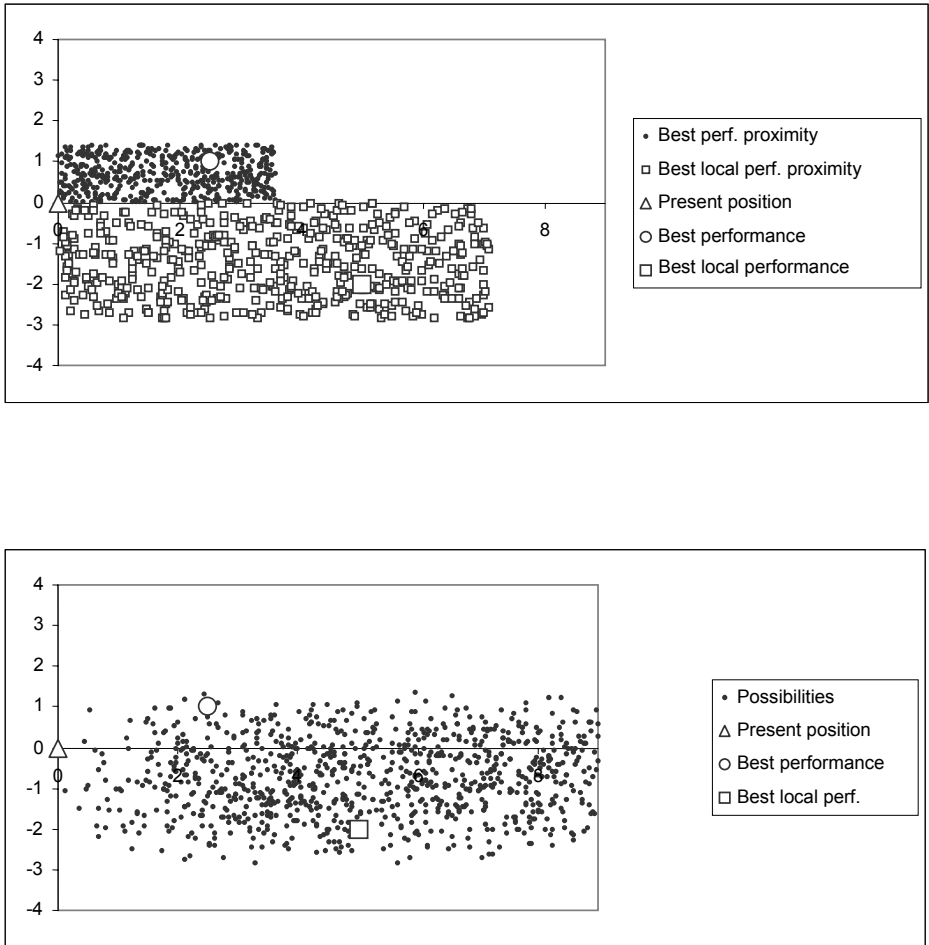 4
3
2
1
0
-1
-2
-3
-4
0 2 4 6 8
Best perf. proximity
Best local perf. proximity
Present position
Best performance
Best local performance
4
3
2
1
0
-1
-2
-3
-4
0 2 4 6 8
Possibilities
Present position
Best performance
Best local perf.